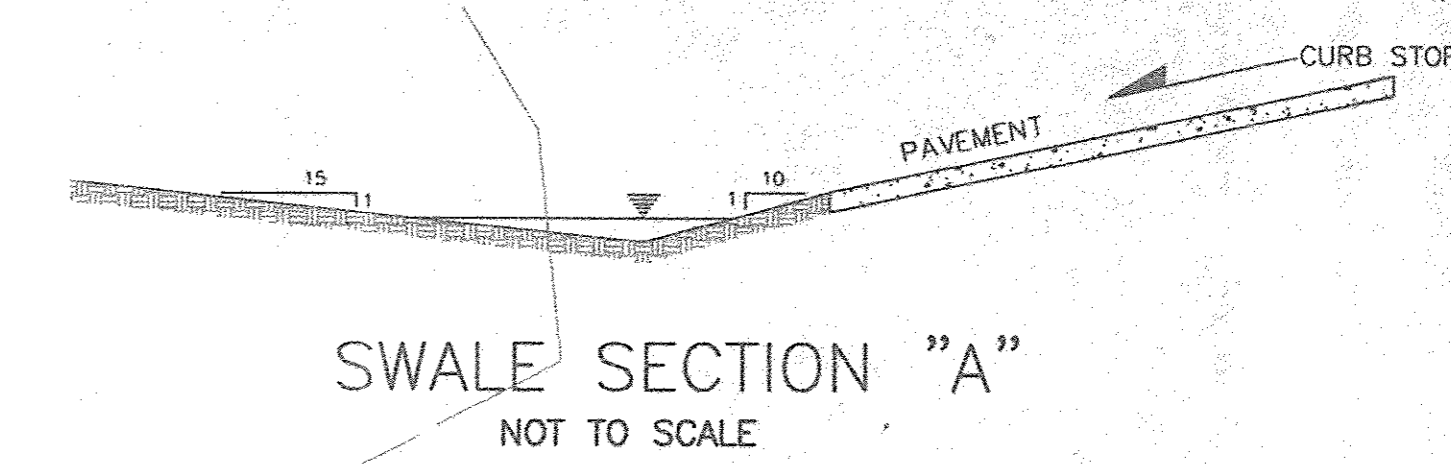 CURB STOP
PAVEMENT
15
1
1
10
SWALE SECTION "A"
NOT TO SCALE